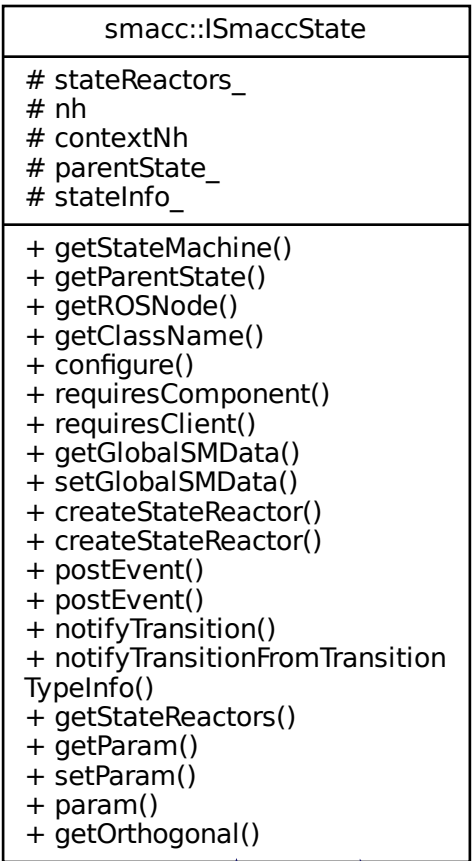 smacc::ISmaccState
# stateReactors_
# nh
# contextNh
# parentState_
# stateInfo_
+ getStateMachine()
+ getParentState()
+ getROSNode()
+ getClassName()
+ configure()
+ requiresComponent()
+ requiresClient()
+ getGlobalSMData()
+ setGlobalSMData()
+ createStateReactor()
+ createStateReactor()
+ postEvent()
+ postEvent()
+ notifyTransition()
+ notifyTransitionFromTransition
TypeInfo()
+ getStateReactors()
+ getParam()
+ setParam()
+ param()
+ getOrthogonal()